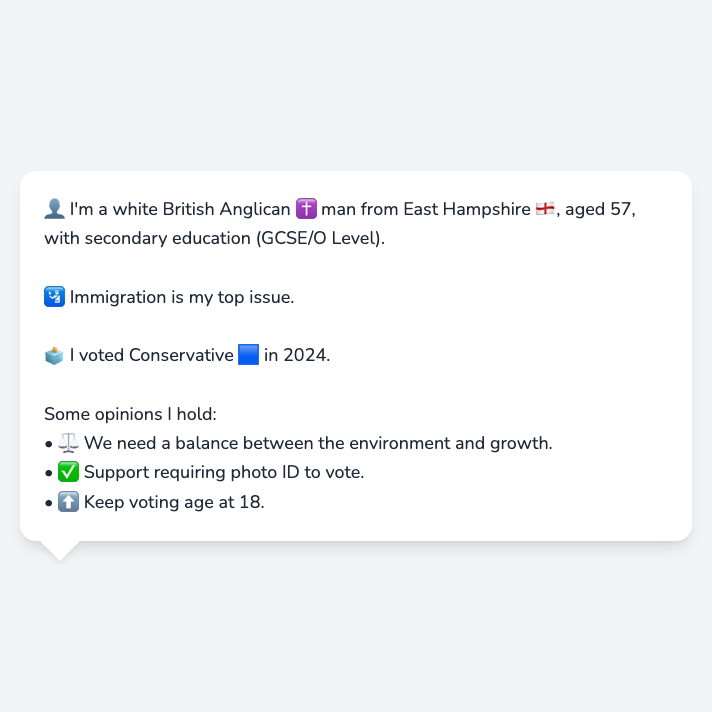 👤 I'm a white British Anglican ✝️ man from East Hampshire 🏴󠁧󠁢󠁥󠁮󠁧󠁿, aged 57,
with secondary education (GCSE/O Level).
🛂 Immigration is my top issue.
🗳️ I voted Conservative 🟦 in 2024.
Some opinions I hold:
• ⚖️ We need a balance between the environment and growth.
• ✅ Support requiring photo ID to vote.
• ⬆️ Keep voting age at 18.